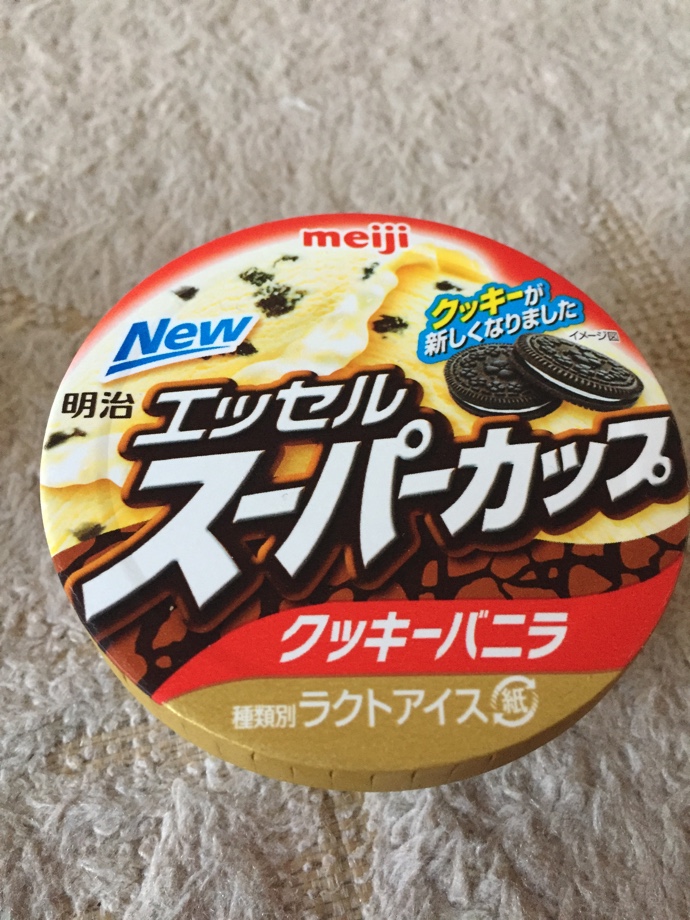 meiji
New
クッキーが
新しくなりました
イメージ図
明治
エッセル
スーパーカップ
クッキーバニラ
種類別 ラクトアイス 紙